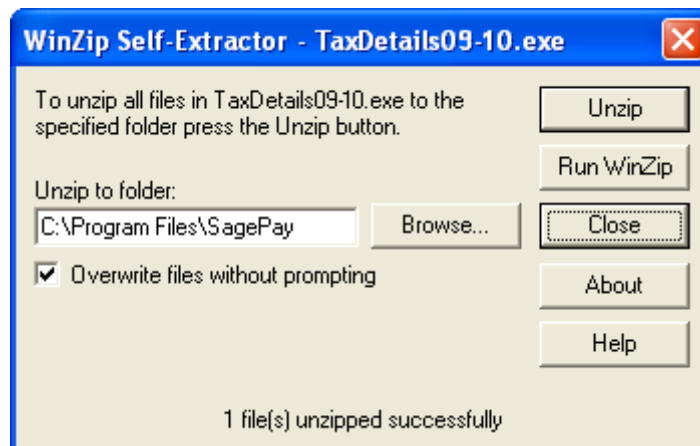 WinZip Self-Extractor - TaxDetails09-10.exe
To unzip all files in TaxDetails09-10.exe to the
specified folder press the Unzip button.
Unzip
Run WinZip
Unzip to folder:
C:\Program Files\SagePay
Browse...
Close
Overwrite files without prompting
About
Help
1 file(s) unzipped successfully